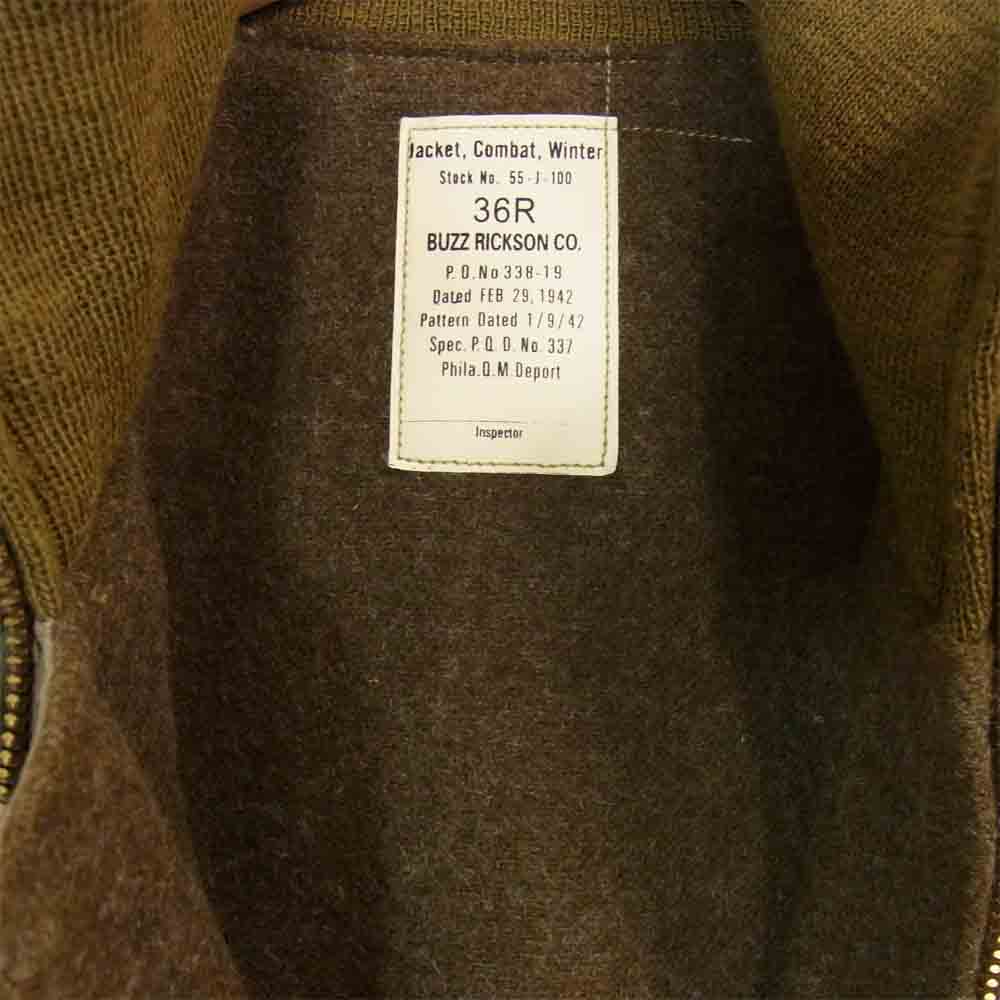 Jacket, Combat, Winter
Stock No. 55-J-100
36R
BUZZ RICKSON CO.
P.O.No 338-19
Dated FEB 29, 1942
Pattern Dated 1/9/42
Spec. P.Q.D. No. 337
Phila.Q.M.Deport
Inspector